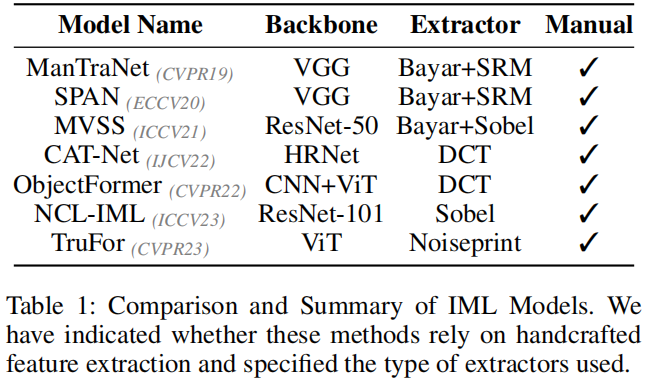 Model Name Backbone Extractor Manual
ManTraNet (CVPR19) VGG Bayar+SRM ✓
SPAN (ECCV20) VGG Bayar+SRM ✓
MVSS (ICCV21) ResNet-50 Bayar+Sobel ✓
CAT-Net (IJCV22) HRNet DCT ✓
ObjectFormer (CVPR22) CNN+ViT DCT ✓
NCL-IML (ICCV23) ResNet-101 Sobel ✓
TruFor (CVPR23) ViT Noiseprint ✓
Table 1: Comparison and Summary of IML Models. We
have indicated whether these methods rely on handcrafted
feature extraction and specified the type of extractors used.